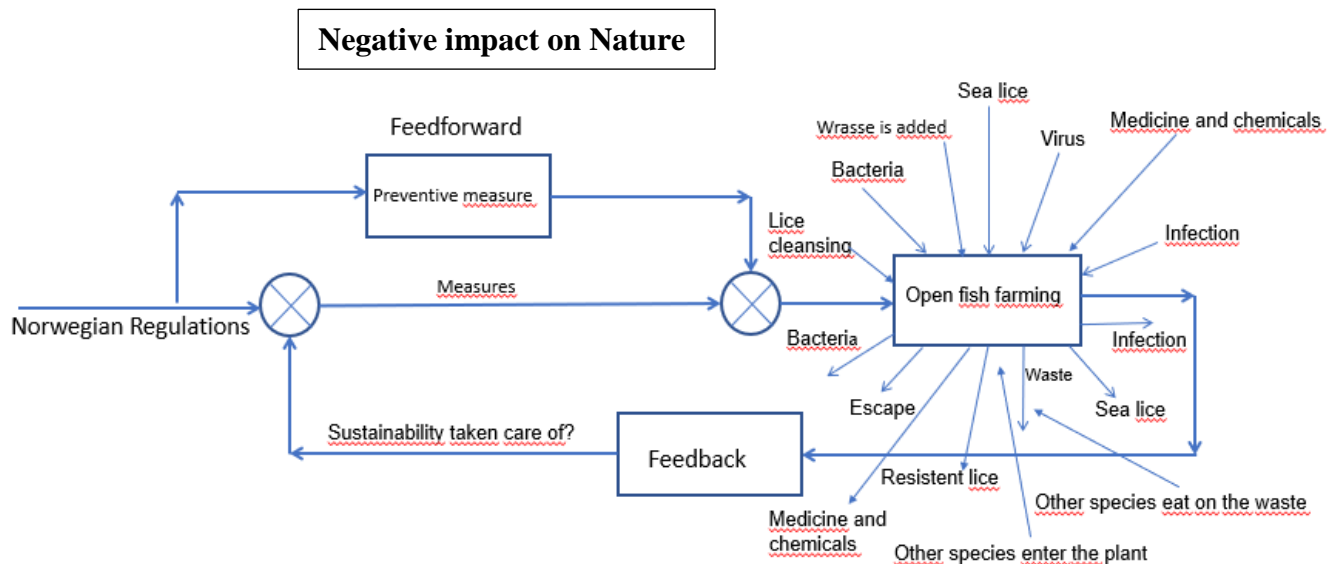 Negative impact on Nature
Sea lice
Feedforward
Wrasse is added
Virus
Medicine and chemicals
Bacteria
Preventive measure
Lice
cleansing
Infection
Measures
Open fish farming
Norwegian Regulations
Bacteria
Infection
Waste
Escape
Sea lice
Sustainability taken care of?
Feedback
Resistent lice
Other species eat on the waste
Medicine and
chemicals
Other species enter the plant